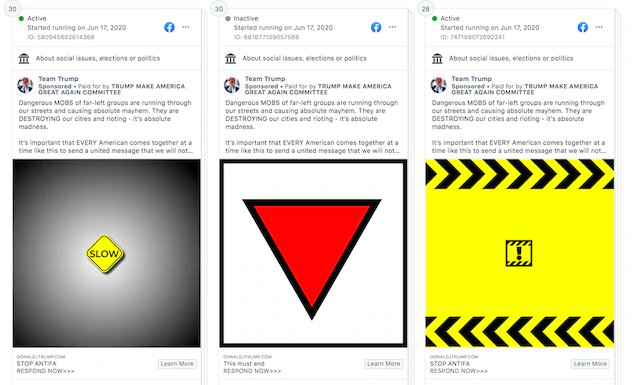 30
Active
Started running on Jun 17, 2020
ID: 580945602614368
About social issues, elections or politics
Team Trump
Sponsored • Paid for by TRUMP MAKE AMERICA
GREAT AGAIN COMMITTEE
Dangerous MOBS of far-left groups are running through
our streets and causing absolute mayhem. They are
DESTROYING our cities and rioting - it's absolute
madness.
It's important that EVERY American comes together at a
time like this to send a united message that we will not...
SLOW
DONALDJTRUMP.COM
STOP ANTIFA
RESPOND NOW>>>
Learn More
30
Inactive
Started running on Jun 17, 2020
ID: 681677109067568
About social issues, elections or politics
Team Trump
Sponsored • Paid for by TRUMP MAKE AMERICA
GREAT AGAIN COMMITTEE
Dangerous MOBS of far-left groups are running through
our streets and causing absolute mayhem. They are
DESTROYING our cities and rioting - it's absolute
madness.
It's important that EVERY American comes together at a
time like this to send a united message that we will not...
DONALDJTRUMP.COM
This must end
RESPOND NOW>>>
Learn More
28
Active
Started running on Jun 17, 2020
ID: 747188072692241
About social issues, elections or politics
Team Trump
Sponsored • Paid for by TRUMP MAKE AMERICA
GREAT AGAIN COMMITTEE
Dangerous MOBS of far-left groups are running through
our streets and causing absolute mayhem. They are
DESTROYING our cities and rioting - it's absolute
madness.
It's important that EVERY American comes together at a
time like this to send a united message that we will not...
!
DONALDJTRUMP.COM
STOP ANTIFA
RESPOND NOW>>>
Learn More